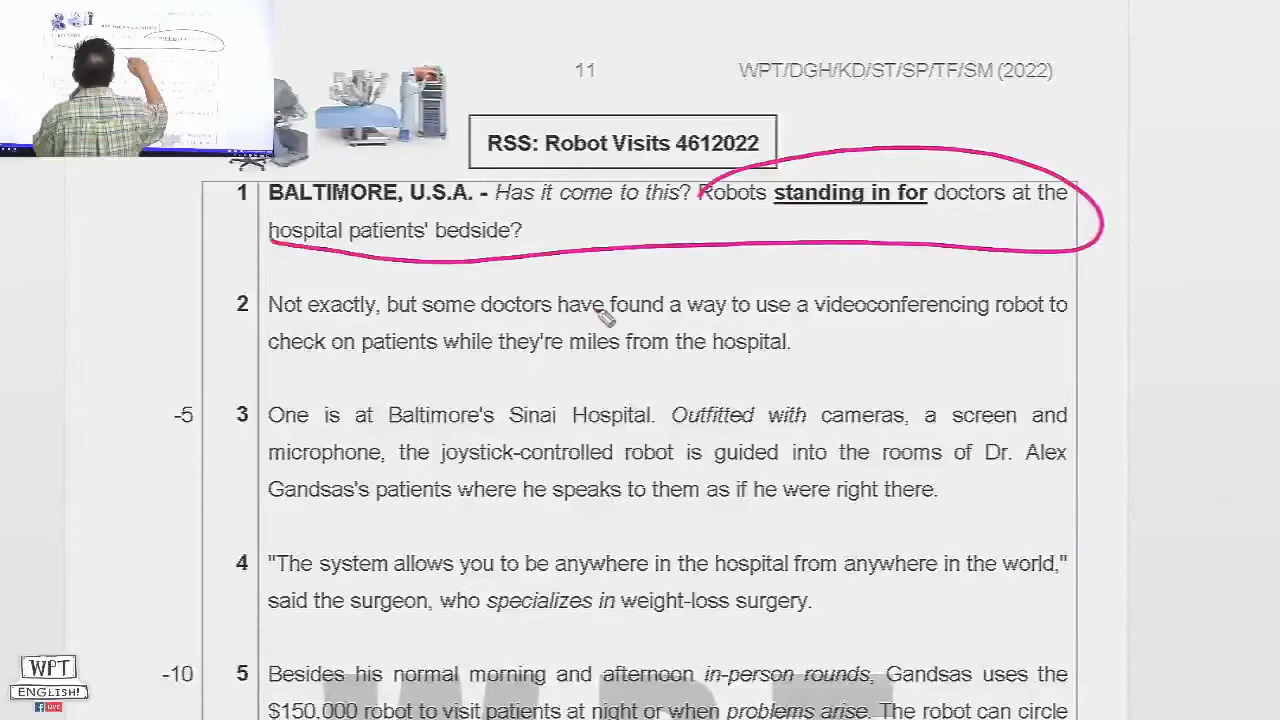 11
WPT/DGH/KD/ST/SP/TF/SM (2022)
RSS: Robot Visits 4612022
1 BALTIMORE, U.S.A. - Has it come to this? Robots standing in for doctors at the
hospital patients' bedside?
2 Not exactly, but some doctors have found a way to use a videoconferencing robot to
check on patients while they're miles from the hospital.
-5 3 One is at Baltimore's Sinai Hospital. Outfitted with cameras, a screen and
microphone, the joystick-controlled robot is guided into the rooms of Dr. Alex
Gandsas's patients where he speaks to them as if he were right there.
4 "The system allows you to be anywhere in the hospital from anywhere in the world,"
said the surgeon, who specializes in weight-loss surgery.
-10 5 Besides his normal morning and afternoon in-person rounds, Gandsas uses the
$150,000 robot to visit patients at night or when problems arise. The robot can circle
WPT
ENGLISH!
LIVE